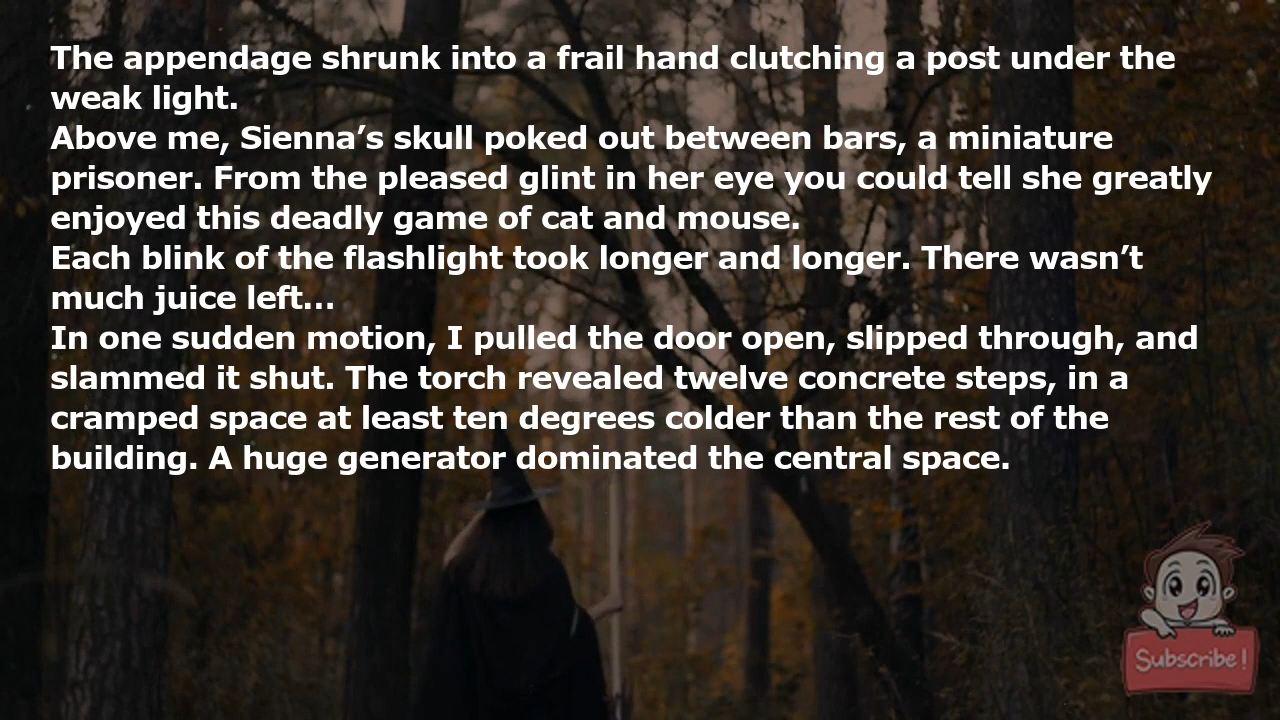 The appendage shrunk into a frail hand clutching a post under the
weak light.
Above me, Sienna’s skull poked out between bars, a miniature
prisoner. From the pleased glint in her eye you could tell she greatly
enjoyed this deadly game of cat and mouse.
Each blink of the flashlight took longer and longer. There wasn’t
much juice left…
In one sudden motion, I pulled the door open, slipped through, and
slammed it shut. The torch revealed twelve concrete steps, in a
cramped space at least ten degrees colder than the rest of the
building. A huge generator dominated the central space.
Subscribe!